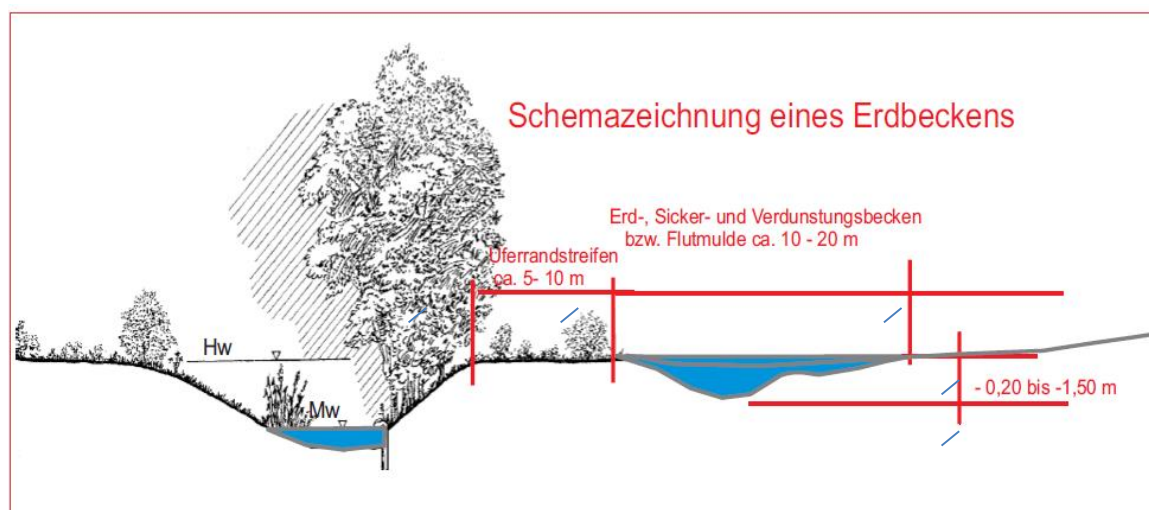 Schemazeichnung eines Erdbeckens
Erd-, Sicker- und Verdunstungsbecken
bzw. Flutmulde ca. 10 - 20 m
Uferrandstreifen
ca. 5- 10 m
Hw
- 0,20 bis -1,50 m
Mw